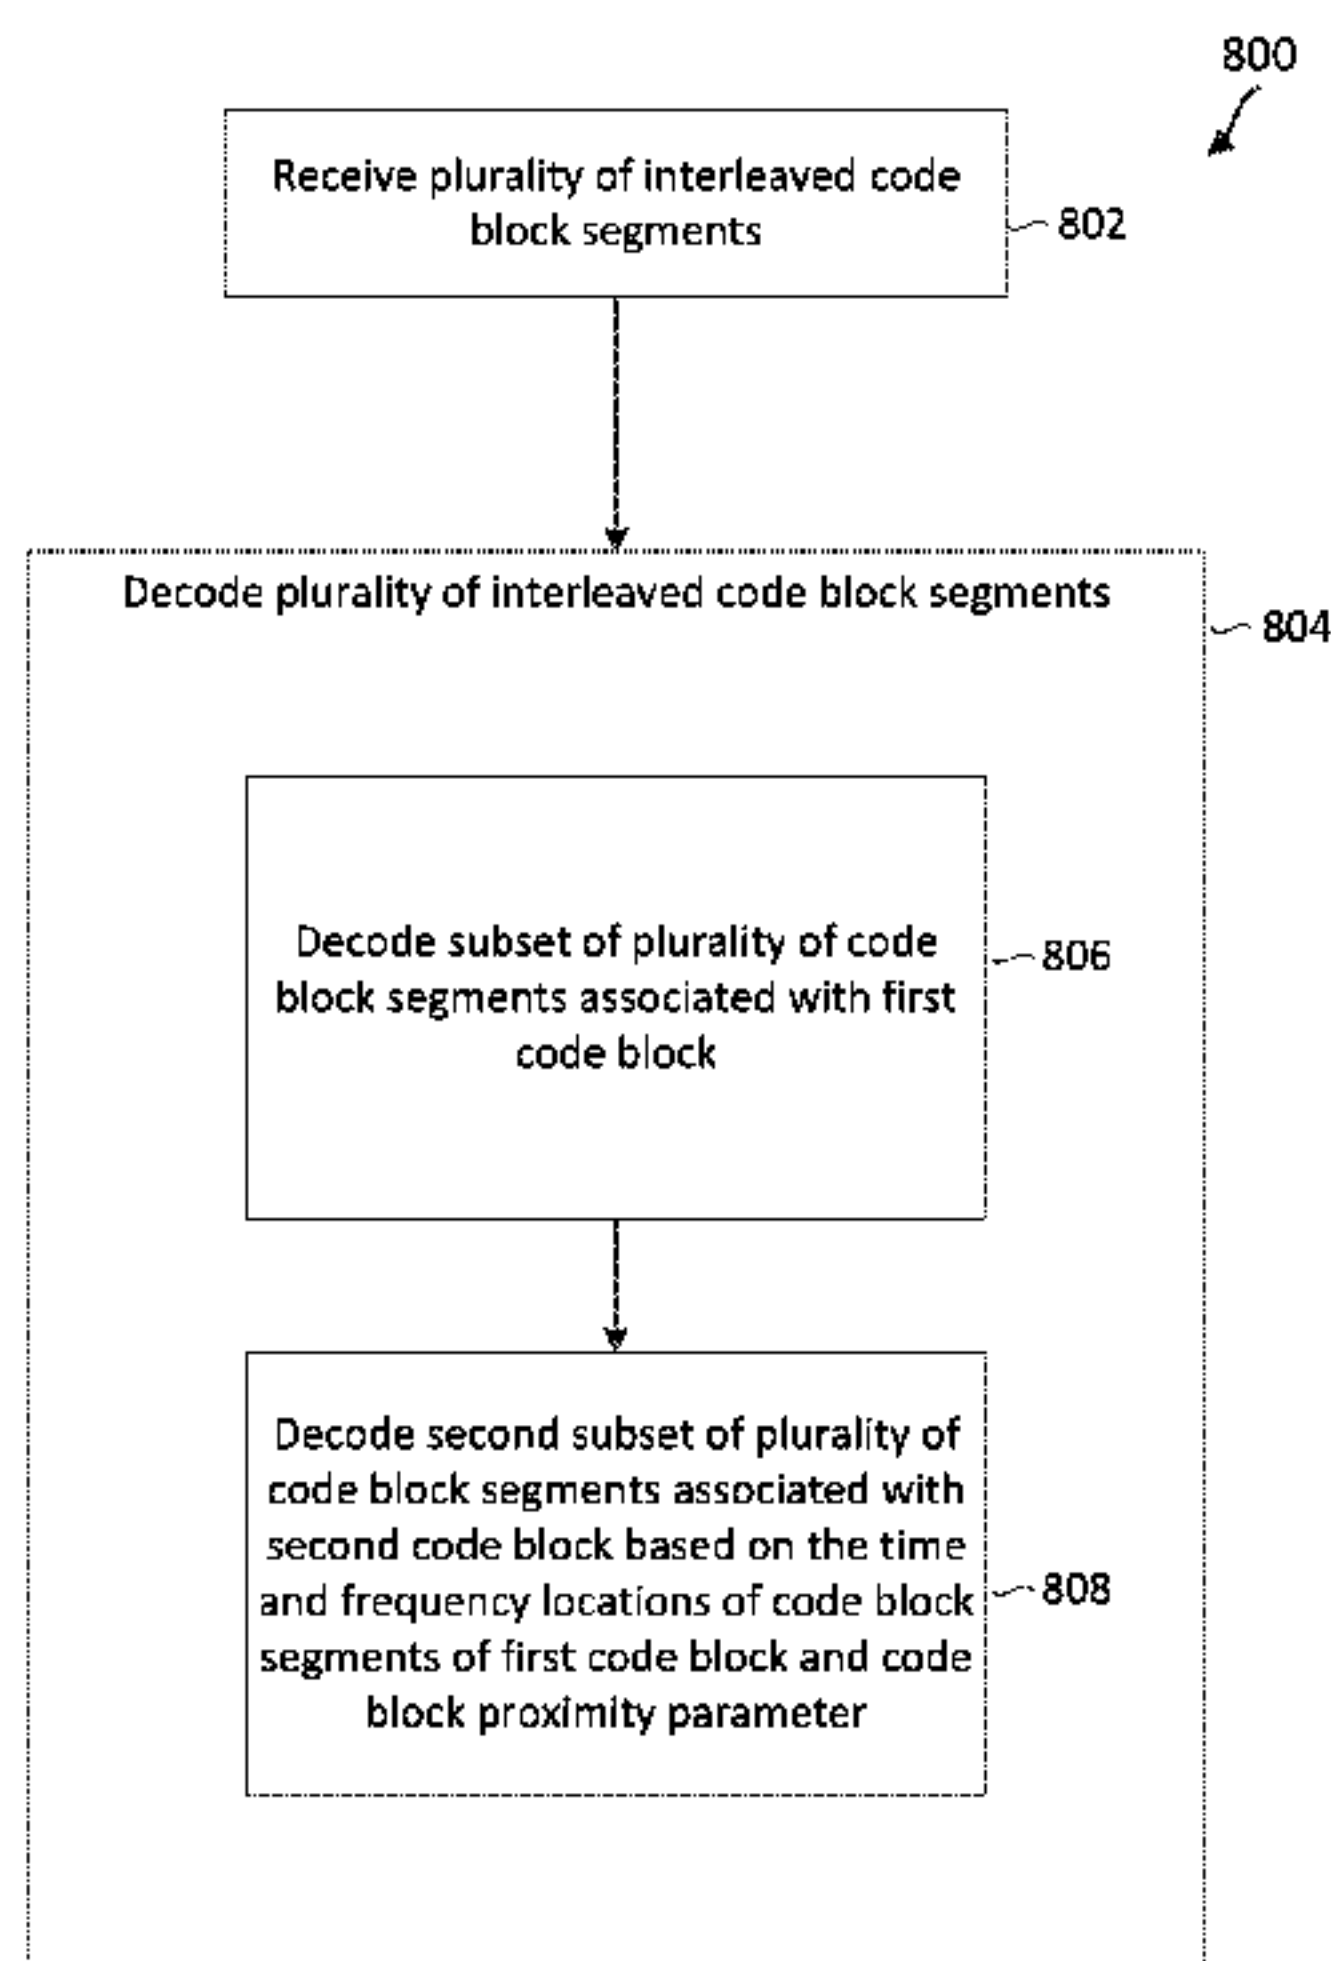 800
Receive plurality of interleaved code
block segments
802
Decode plurality of interleaved code block segments
804
Decode subset of plurality of code
block segments associated with first
code block
806
Decode second subset of plurality of
code block segments associated with
second code block based on the time
and frequency locations of code block
segments of first code block and code
block proximity parameter
808